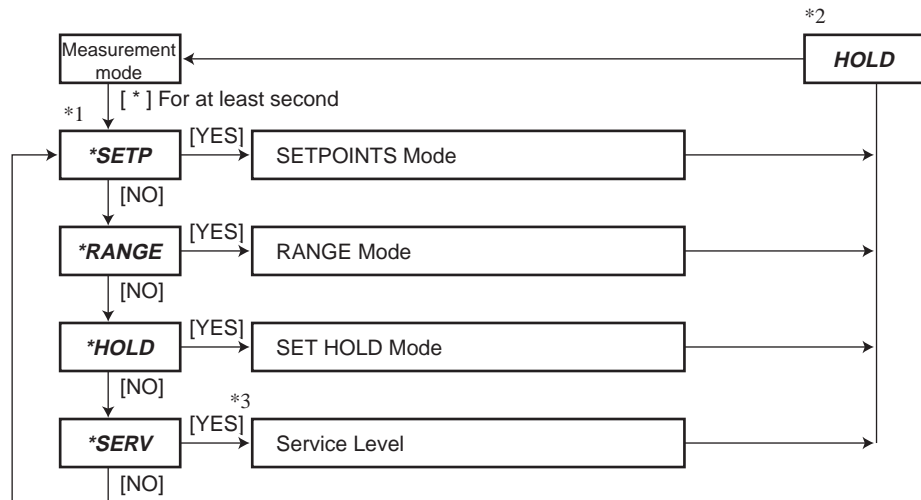 *2
Measurement
mode
HOLD
[ * ] For at least second
*1
*SETP
[YES]
SETPOINTS Mode
[NO]
*RANGE
[YES]
RANGE Mode
[NO]
*HOLD
[YES]
SET HOLD Mode
[NO]
*3
*SERV
[YES]
Service Level
[NO]